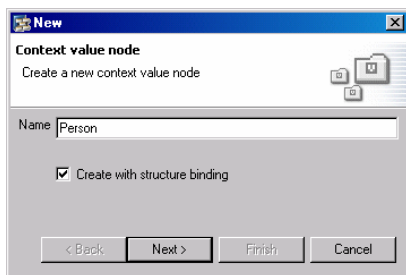 New
Context value node
Create a new context value node
Name Person
Create with structure binding
< Back Next > Finish Cancel